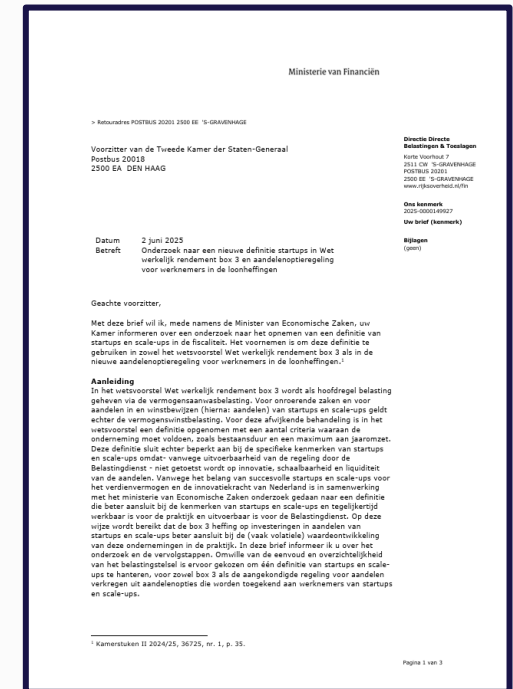 Ministerie van Financiën
> Retouradres POSTBUS 20201 2500 EE 'S-GRAVENHAGE
Voorzitter van de Tweede Kamer der Staten-Generaal
Postbus 20018
2500 EA DEN HAAG
Directie Directe
Belastingen & Toeslagen
Korte Voorhout 7
2511 CW 'S-GRAVENHAGE
POSTBUS 20201
2500 EE 'S-GRAVENHAGE
www.rijksoverheid.nl/fin
Ons kenmerk
2025-0000149927
Uw brief (kenmerk)
Bijlagen
(geen)
Datum 2 juni 2025
Betreft Onderzoek naar een nieuwe definitie startups in Wet
werkelijk rendement box 3 en aandelenoptieregeling
voor werknemers in de loonheffingen
Geachte voorzitter,
Met deze brief wil ik, mede namens de Minister van Economische Zaken, uw
Kamer informeren over een onderzoek naar het opnemen van een definitie van
startups en scale-ups in de fiscaliteit. Het voornemen is om deze definitie te
gebruiken in zowel het wetsvoorstel Wet werkelijk rendement box 3 als in de
nieuwe aandelenoptieregeling voor werknemers in de loonheffingen.¹
Aanleiding
In het wetsvoorstel Wet werkelijk rendement box 3 wordt als hoofdregel belasting
geheven via de vermogensaanwasbelasting. Voor onroerende zaken en voor
aandelen in en winstbewijzen (hierna: aandelen) van startups en scale-ups geldt
echter de vermogenswinstbelasting. Voor deze afwijkende behandeling is in het
wetsvoorstel een definitie opgenomen met een aantal criteria waaraan de
onderneming moet voldoen, zoals bestaansduur en een maximum aan jaaromzet.
Deze definitie sluit echter beperkt aan bij de specifieke kenmerken van startups
en scale-ups omdat- vanwege uitvoerbaarheid van de regeling door de
Belastingdienst - niet getoetst wordt op innovatie, schaalbaarheid en liquiditeit
van de aandelen. Vanwege het belang van succesvolle startups en scale-ups voor
het verdienvermogen en de innovatiekracht van Nederland is in samenwerking
met het ministerie van Economische Zaken onderzoek gedaan naar een definitie
die beter aansluit bij de kenmerken van startups en scale-ups en tegelijkertijd
werkbaar is voor de praktijk en uitvoerbaar is voor de Belastingdienst. Op deze
wijze wordt bereikt dat de box 3 heffing op investeringen in aandelen van
startups en scale-ups beter aansluit bij de (vaak volatiele) waardeontwikkeling
van deze ondernemingen in de praktijk. In deze brief informeer ik u over het
onderzoek en de vervolgstappen. Omwille van de eenvoud en overzichtelijkheid
van het belastingstelsel is ervoor gekozen om één definitie van startups en scale-
ups te hanteren, voor zowel box 3 als de aangekondigde regeling voor aandelen
verkregen uit aandelenopties die worden toegekend aan werknemers van startups
en scale-ups.
¹ Kamerstukken II 2024/25, 36725, nr. 1, p. 35.
Pagina 1 van 3